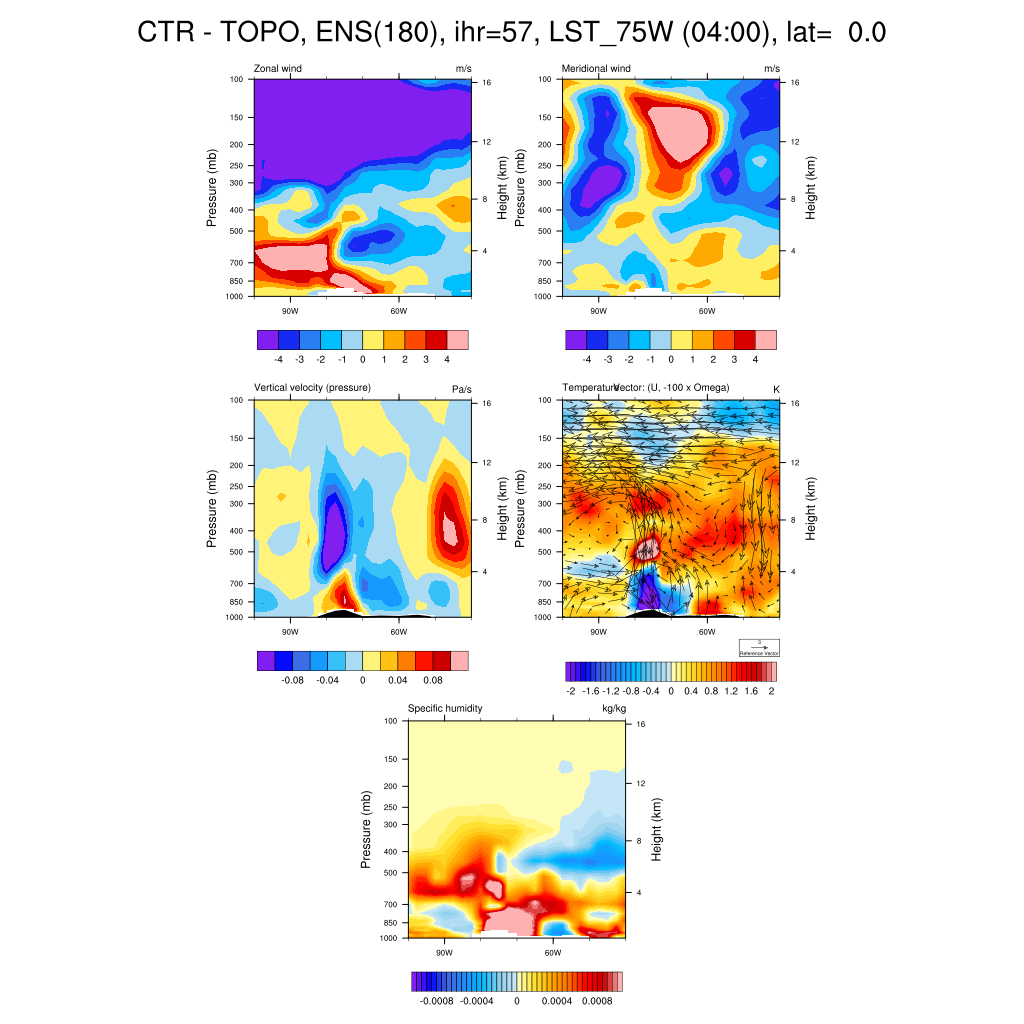 CTR - TOPO, ENS(180), ihr=57, LST_75W (04:00), lat=  0.0
Zonal wind m/s
Pressure (mb)
Height (km)
100
150
200
250
300
400
500
700
850
1000
16
12
8
4
90W 60W
-4 -3 -2 -1 0 1 2 3 4
Meridional wind m/s
Pressure (mb)
Height (km)
100
150
200
250
300
400
500
700
850
1000
16
12
8
4
90W 60W
-4 -3 -2 -1 0 1 2 3 4
Vertical velocity (pressure) Pa/s
Pressure (mb)
Height (km)
100
150
200
250
300
400
500
700
850
1000
16
12
8
4
90W 60W
-0.08 -0.04 0 0.04 0.08
Temperature Vector: (U, -100 x Omega) K
Pressure (mb)
Height (km)
100
150
200
250
300
400
500
700
850
1000
16
12
8
4
90W 60W
3
Reference Vector
-2 -1.6 -1.2 -0.8 -0.4 0 0.4 0.8 1.2 1.6 2
Specific humidity kg/kg
Pressure (mb)
Height (km)
100
150
200
250
300
400
500
700
850
1000
16
12
8
4
90W 60W
-0.0008 -0.0004 0 0.0004 0.0008